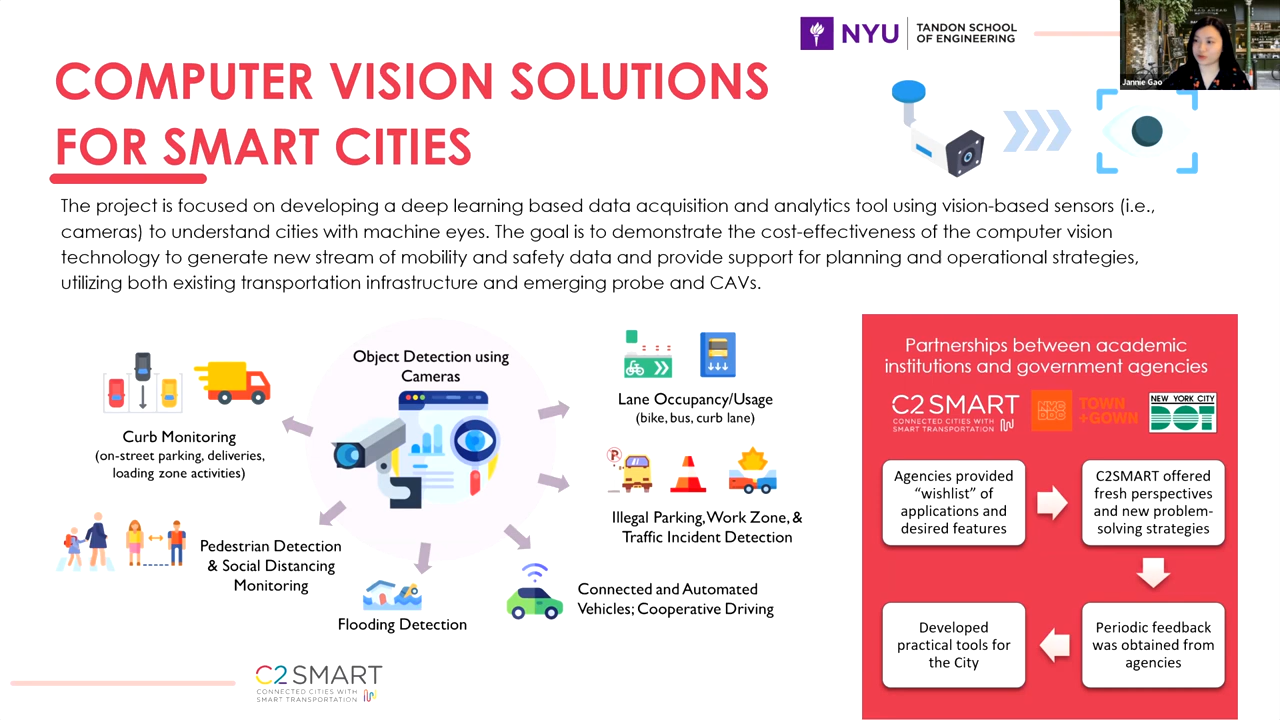 NYU
TANDON SCHOOL
OF ENGINEERING
Jannie Gao
COMPUTER VISION SOLUTIONS
FOR SMART CITIES
The project is focused on developing a deep learning based data acquisition and analytics tool using vision-based sensors (i.e.,
cameras) to understand cities with machine eyes. The goal is to demonstrate the cost-effectiveness of the computer vision
technology to generate new stream of mobility and safety data and provide support for planning and operational strategies,
utilizing both existing transportation infrastructure and emerging probe and CAVs.
Object Detection using
Cameras
Curb Monitoring
(on-street parking, deliveries,
loading zone activities)
Pedestrian Detection
& Social Distancing
Monitoring
Flooding Detection
Lane Occupancy/Usage
(bike, bus, curb lane)
P
Illegal Parking, Work Zone, &
Traffic Incident Detection
Connected and Automated
Vehicles; Cooperative Driving
Partnerships between academic
institutions and government agencies
C2SMART
CONNECTED CITIES WITH
SMART TRANSPORTATION
NYC
DDC
TOWN
+GOWN
NEW YORK CITY
DOT
Agencies provided
“wishlist” of
applications and
desired features
C2SMART offered
fresh perspectives
and new problem-
solving strategies
Developed
practical tools for
the City
Periodic feedback
was obtained from
agencies
C2SMART
CONNECTED CITIES WITH
SMART TRANSPORTATION